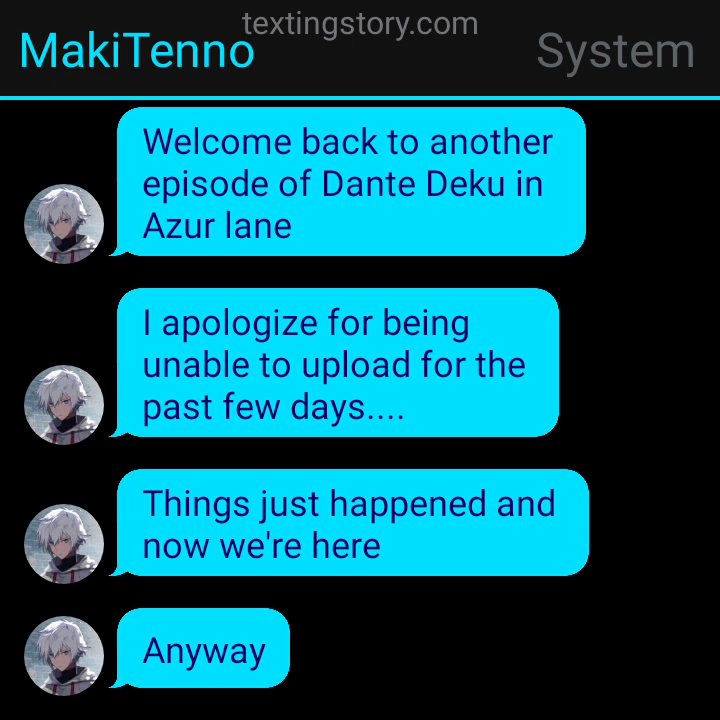 textingstory.com
MakiTenno
System
Welcome back to another
episode of Dante Deku in
Azur lane
I apologize for being
unable to upload for the
past few days....
Things just happened and
now we're here
Anyway